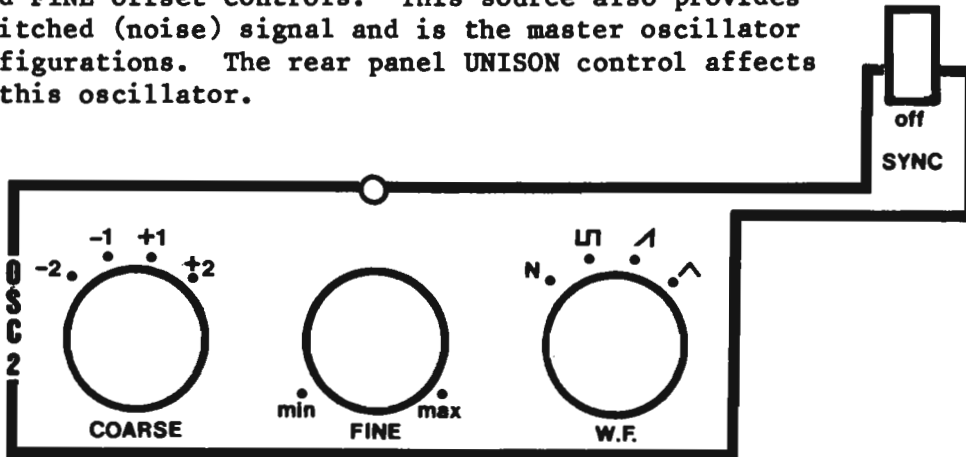 d FINE offset controls. This source also provides
itched (noise) signal and is the master oscillator
figurations. The rear panel UNISON control affects
this oscillator.
off
SYNC
-1 +1
-2 +2
N
OSC 2
min max
COARSE FINE W.F.